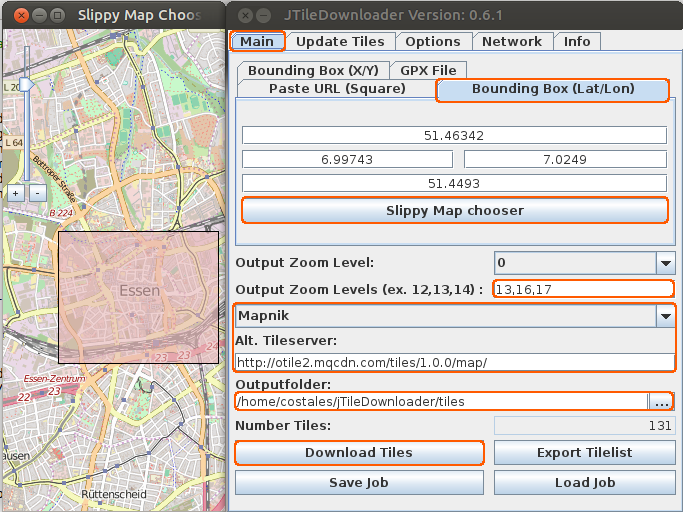 Slippy Map Choos
L 20
L 64
Bottroper Straße
+ -
B 224
Essen
23
23
Essen-Zentrum
ausen
Rüttenscheid
JTileDownloader Version: 0.6.1
Main Update Tiles Options Network Info
Bounding Box (X/Y) GPX File
Paste URL (Square) Bounding Box (Lat/Lon)
51.46342
6.99743 7.0249
51.4493
Slippy Map chooser
Output Zoom Level: 0
Output Zoom Levels (ex. 12,13,14) : 13,16,17
Mapnik
Alt. Tileserver:
http://otile2.mqcdn.com/tiles/1.0.0/map/
Outputfolder:
/home/costales/jTileDownloader/tiles ...
Number Tiles: 131
Download Tiles Export Tilelist
Save Job Load Job